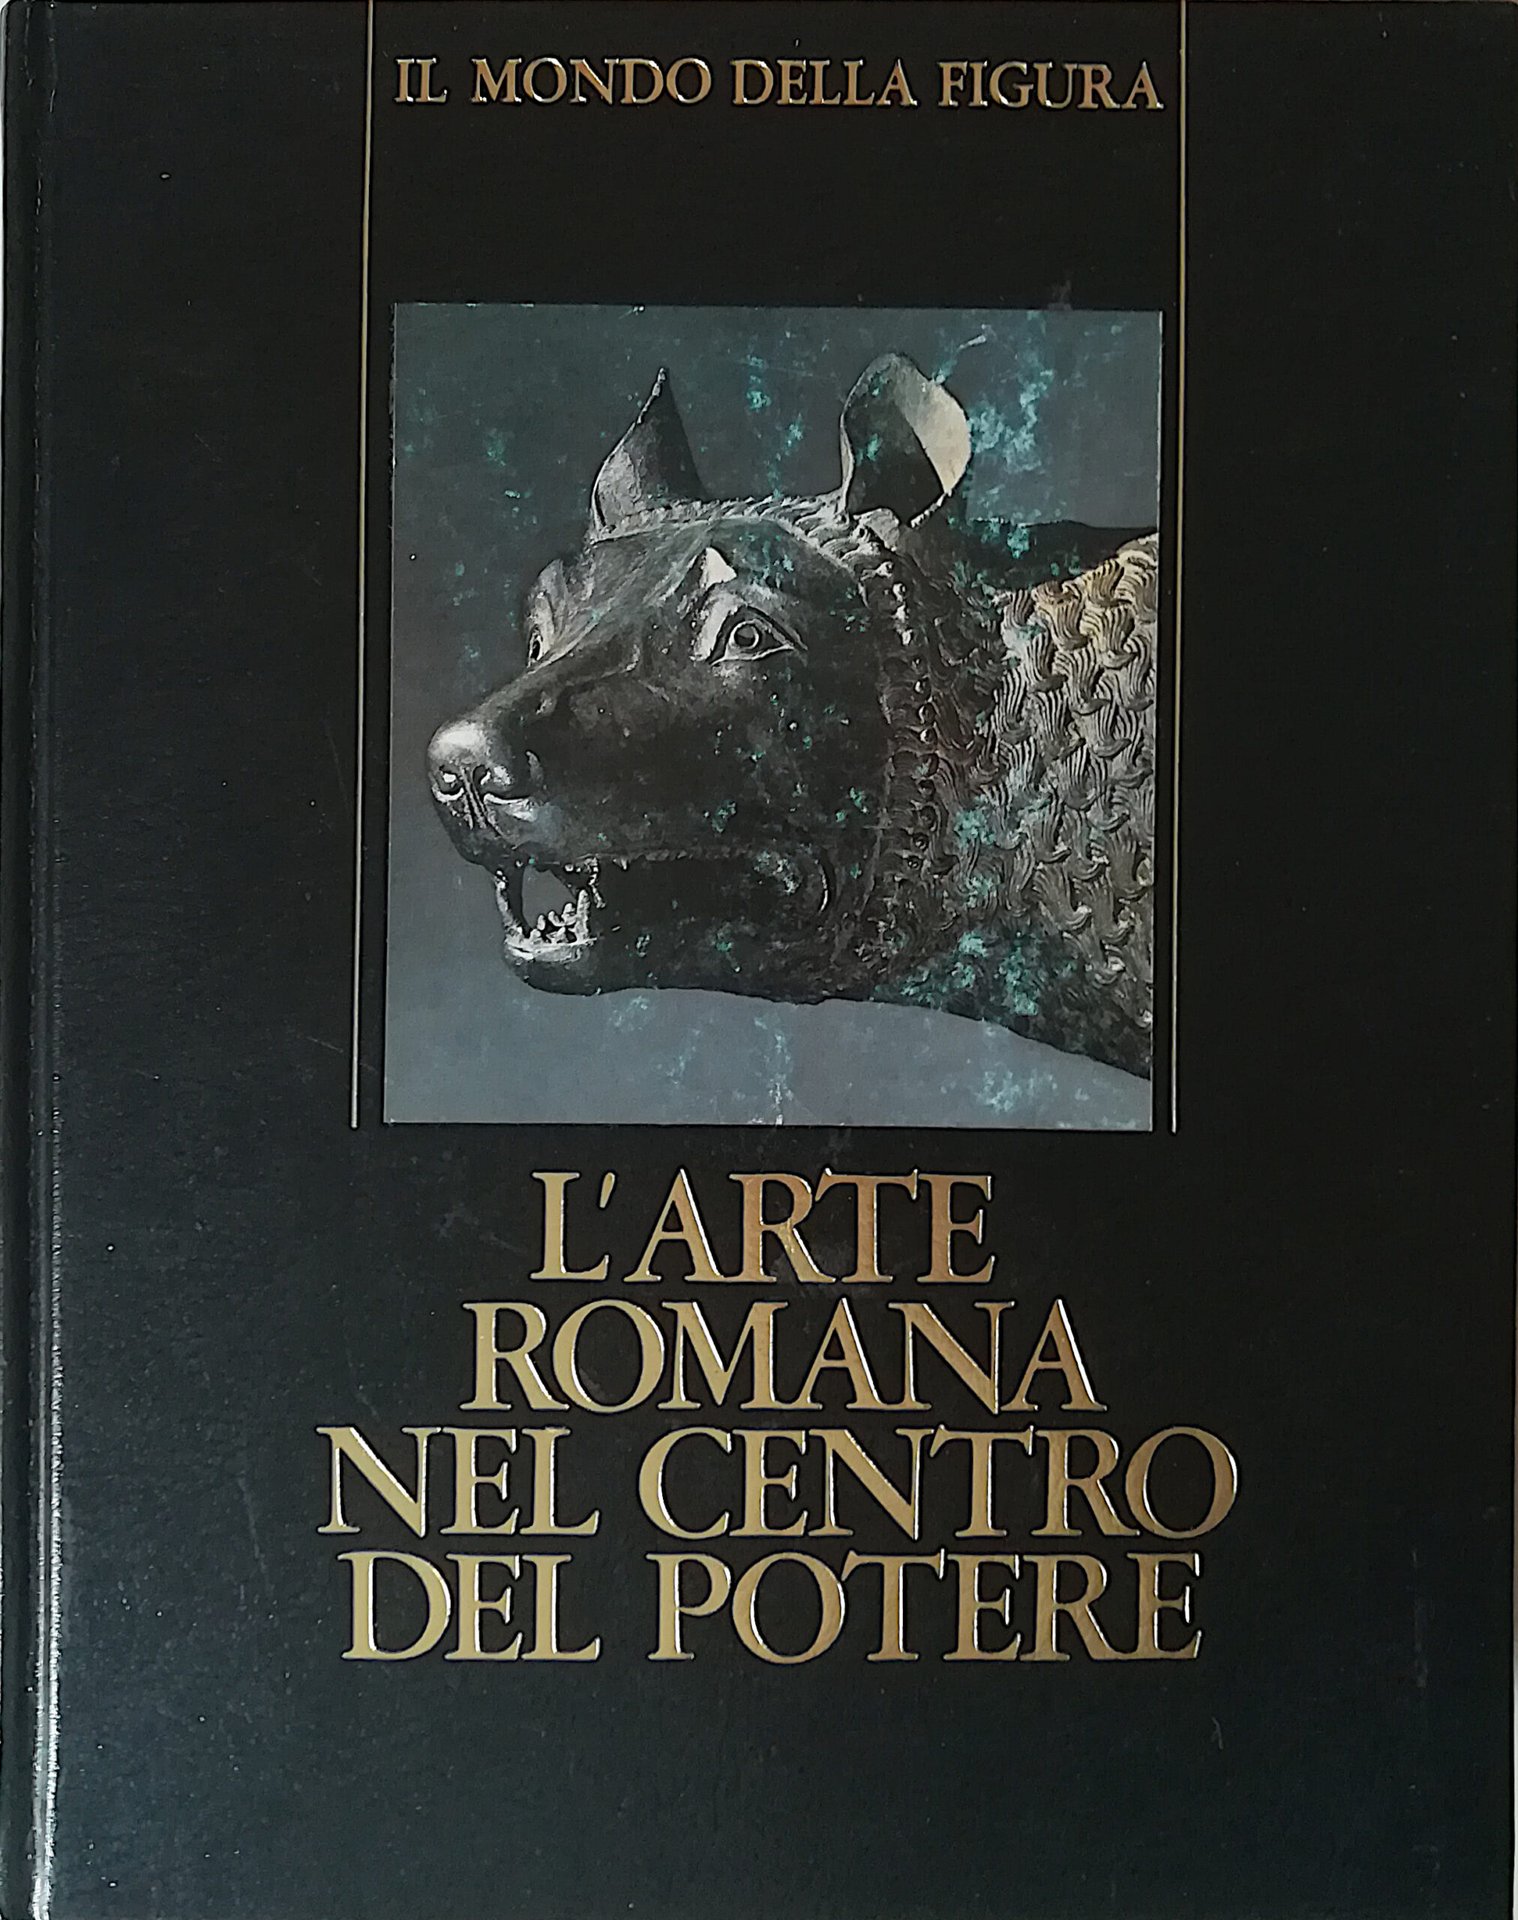 IL MONDO DELLA FIGURA
L'ARTE
ROMANA
NEL CENTRO
DEL POTERE